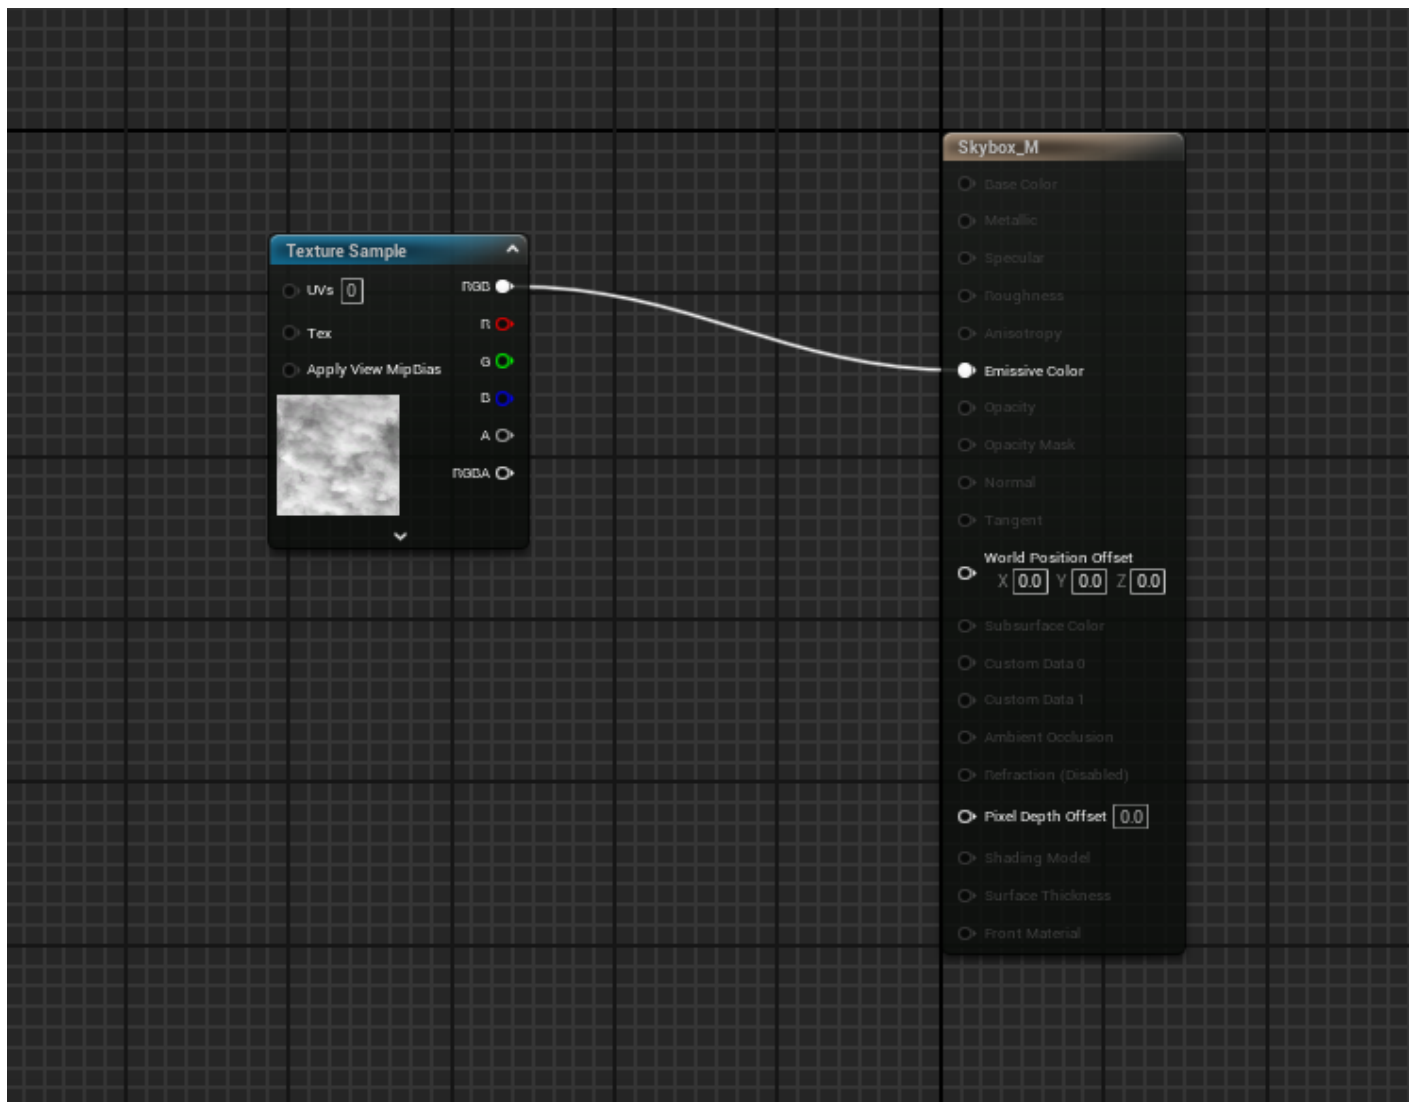 Skybox_M
Base Color
Metallic
Specular
Roughness
Anisotropy
Emissive Color
Opacity
Opacity Mask
Normal
Tangent
World Position Offset
X 0.0 Y 0.0 Z 0.0
Subsurface Color
Custom Data 0
Custom Data 1
Ambient Occlusion
Refraction (Disabled)
Pixel Depth Offset 0.0
Shading Model
Surface Thickness
Front Material
Texture Sample
UVs 0
RGB
Tex
R
Apply View MipBias
G
B
A
RGBA